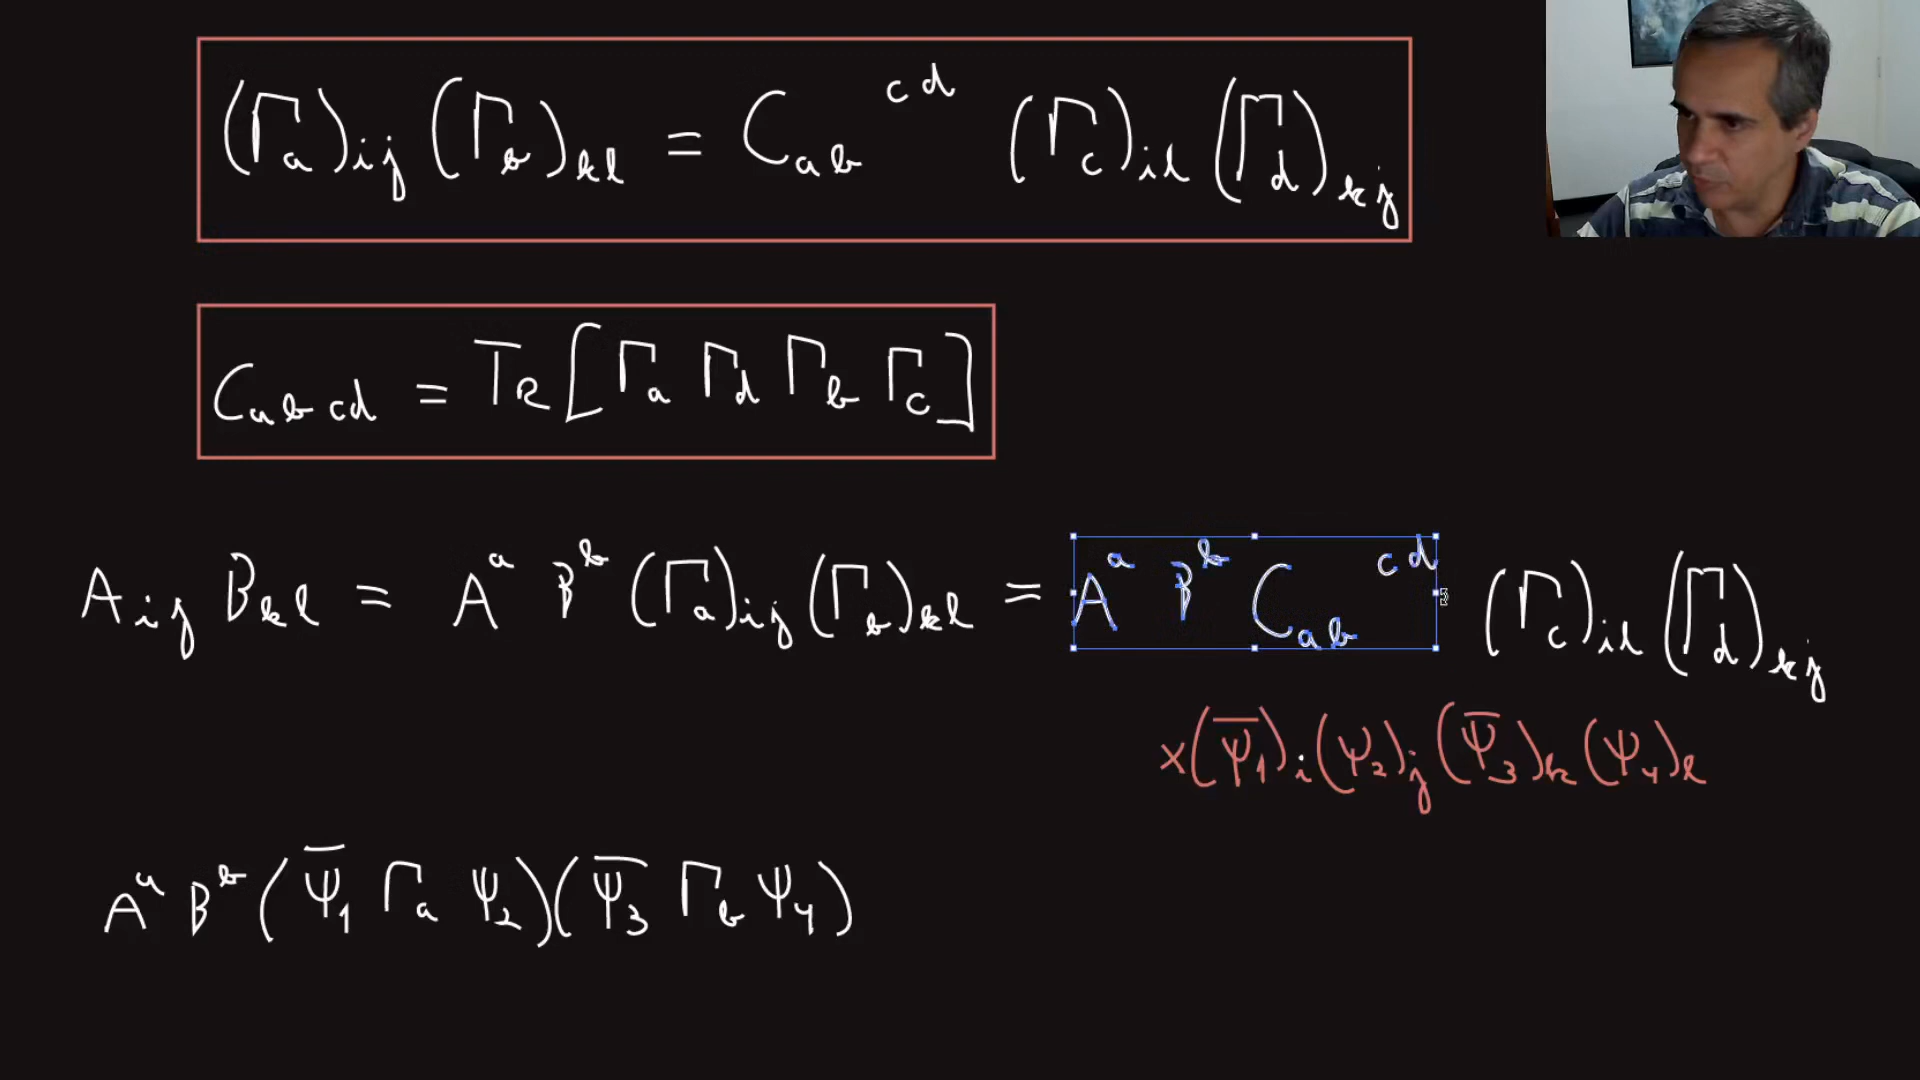 (Γ_a)_{ij} (Γ_b)_{kl} = C_{ab}^{cd} (Γ_c)_{il} (Γ_d)_{kj}
C_{ab cd} = TR[Γ_a Γ_d Γ_b Γ_c]
A_{ij} B_{kl} = A^a B^b (Γ_a)_{ij} (Γ_b)_{kl} = A^a B^b C_{ab}^{cd} (Γ_c)_{il} (Γ_d)_{kj}
x(Ψ̅_1)_i (Ψ_2)_j (Ψ̅_3)_k (Ψ_4)_l
A^a B^b (Ψ̅_1 Γ_a Ψ_2)(Ψ̅_3 Γ_b Ψ_4)